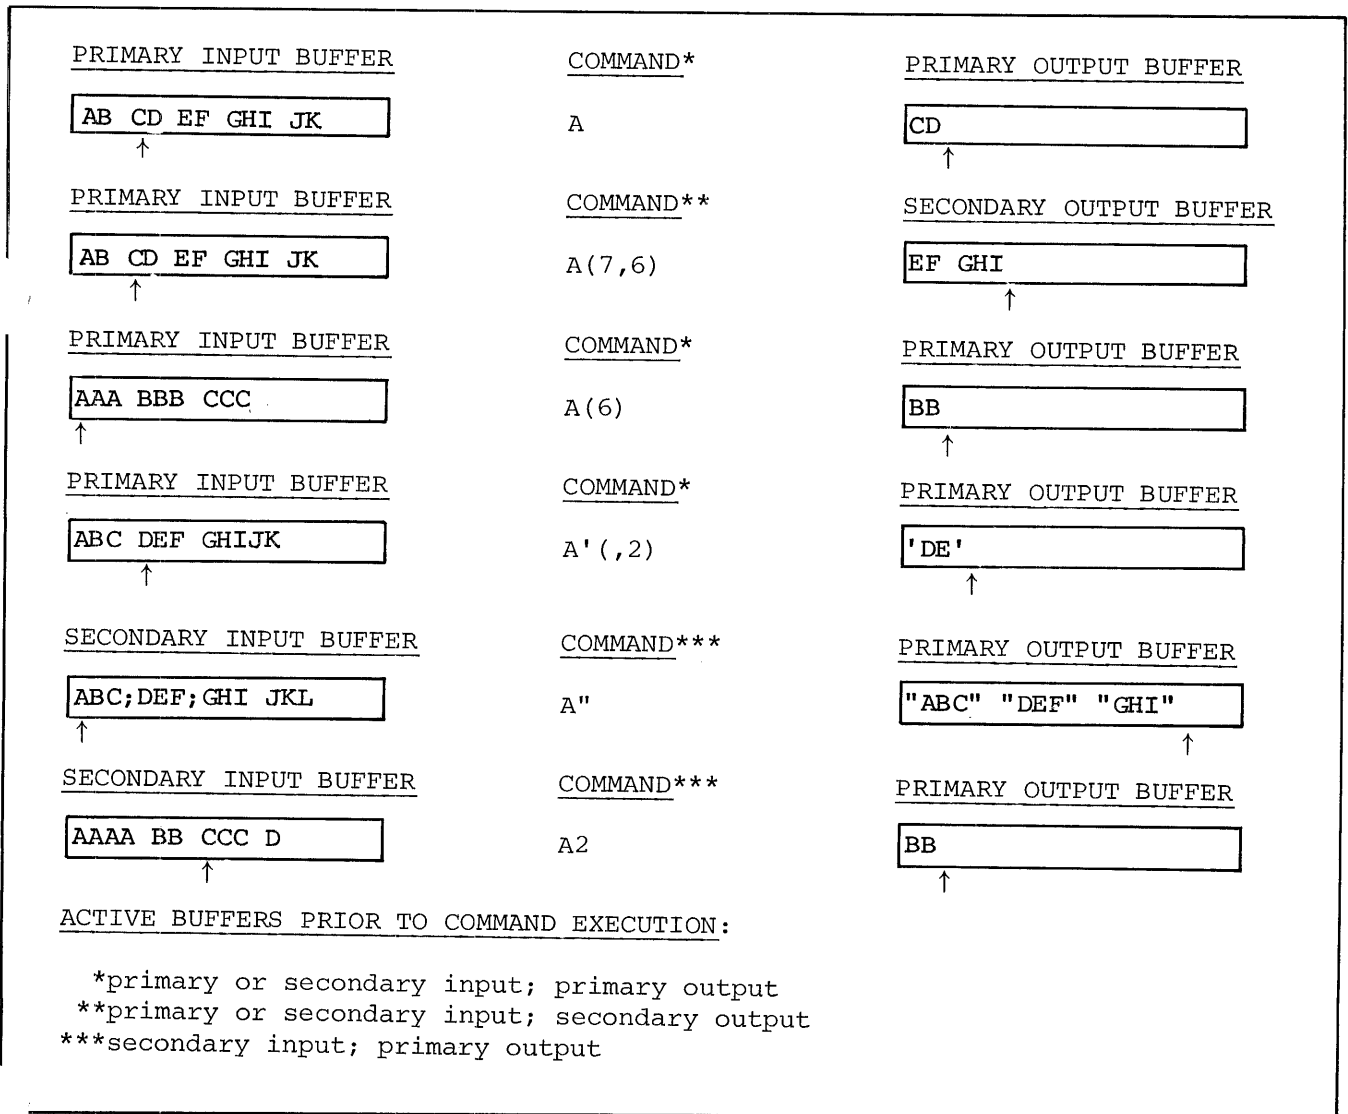 PRIMARY INPUT BUFFER COMMAND* PRIMARY OUTPUT BUFFER
AB CD EF GHI JK A CD
↑ ↑
PRIMARY INPUT BUFFER COMMAND** SECONDARY OUTPUT BUFFER
AB CD EF GHI JK A(7,6) EF GHI
↑ ↑
PRIMARY INPUT BUFFER COMMAND* PRIMARY OUTPUT BUFFER
AAA BBB CCC A(6) BB
↑ ↑
PRIMARY INPUT BUFFER COMMAND* PRIMARY OUTPUT BUFFER
ABC DEF GHIJK A'(,2) 'DE'
↑ ↑
SECONDARY INPUT BUFFER COMMAND*** PRIMARY OUTPUT BUFFER
ABC;DEF;GHI JKL A" "ABC" "DEF" "GHI"
↑ ↑
SECONDARY INPUT BUFFER COMMAND*** PRIMARY OUTPUT BUFFER
AAAA BB CCC D A2 BB
↑ ↑
ACTIVE BUFFERS PRIOR TO COMMAND EXECUTION:
*primary or secondary input; primary output
**primary or secondary input; secondary output
***secondary input; primary output